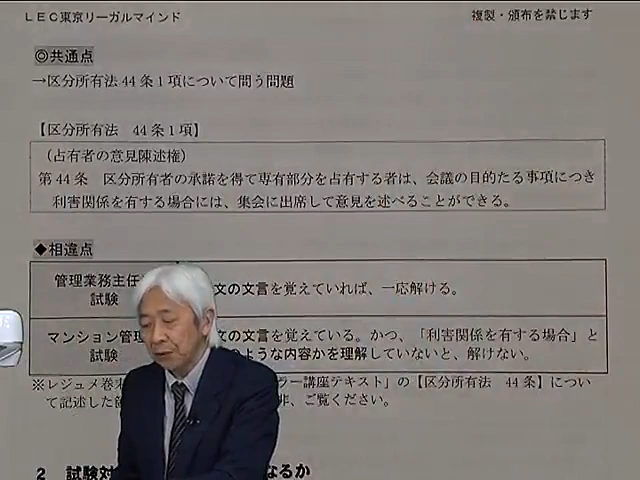 LEC東京リーガルマインド
複製・頒布を禁じます
◎共通点
→区分所有法44条1項について問う問題
【区分所有法 44条1項】
(占有者の意見陳述権)
第44条 区分所有者の承諾を得て専有部分を占有する者は、会議の目的たる事項につき
利害関係を有する場合には、集会に出席して意見を述べることができる。
◆相違点
管理業務主任
試験
文の文言を覚えていれば、一応解ける。
マンション管理
試験
文の文言を覚えている。かつ、「利害関係を有する場合」と
のような内容かを理解していないと、解けない。
※レジュメ巻末
ラー講座テキスト」の【区分所有法 44条】につい
て記述した
非、ご覧ください。
2 試験対
なるか